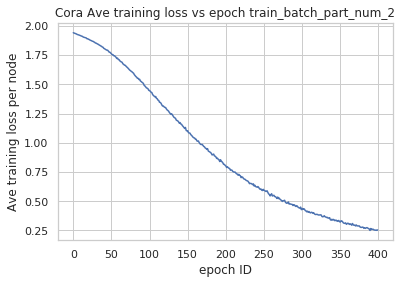 Cora Ave training loss vs epoch train_batch_part_num_2
Ave training loss per node
2.00
1.75
1.50
1.25
1.00
0.75
0.50
0.25
0 50 100 150 200 250 300 350 400
epoch ID